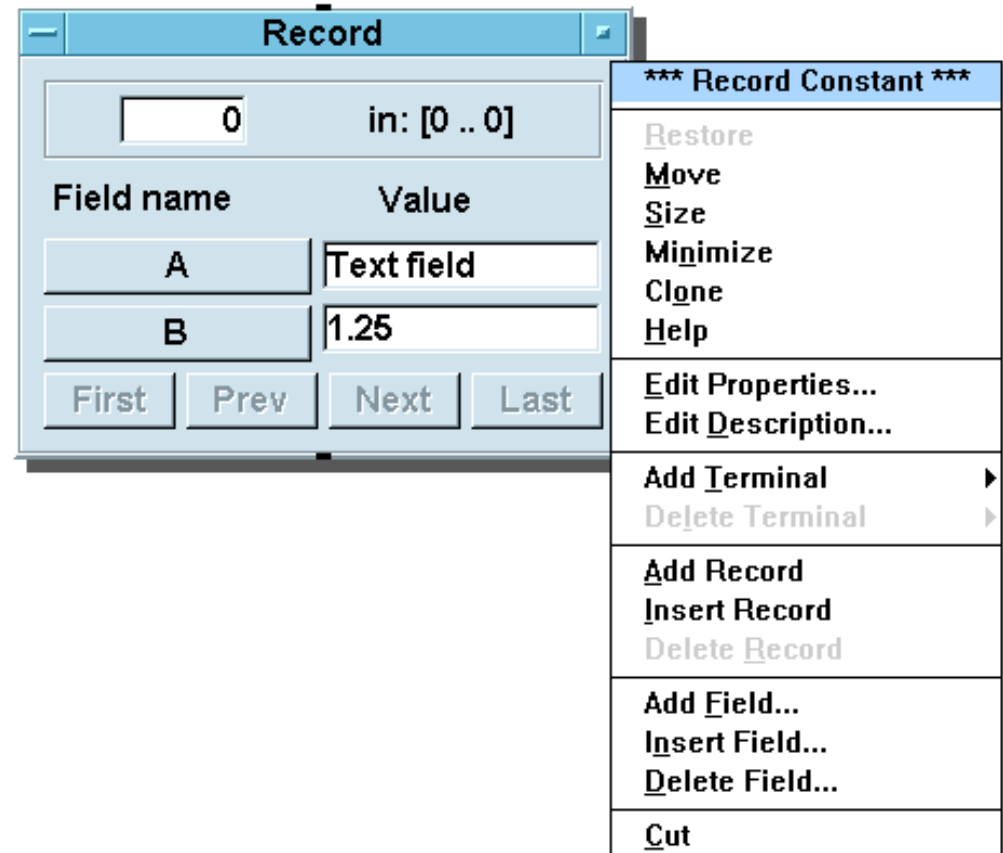 Record
0 in: [0 .. 0]
Field name Value
A Text field
B 1.25
First Prev Next Last
*** Record Constant ***
Restore
Move
Size
Minimize
Clone
Help
Edit Properties...
Edit Description...
Add Terminal
Delete Terminal
Add Record
Insert Record
Delete Record
Add Field...
Insert Field...
Delete Field...
Cut